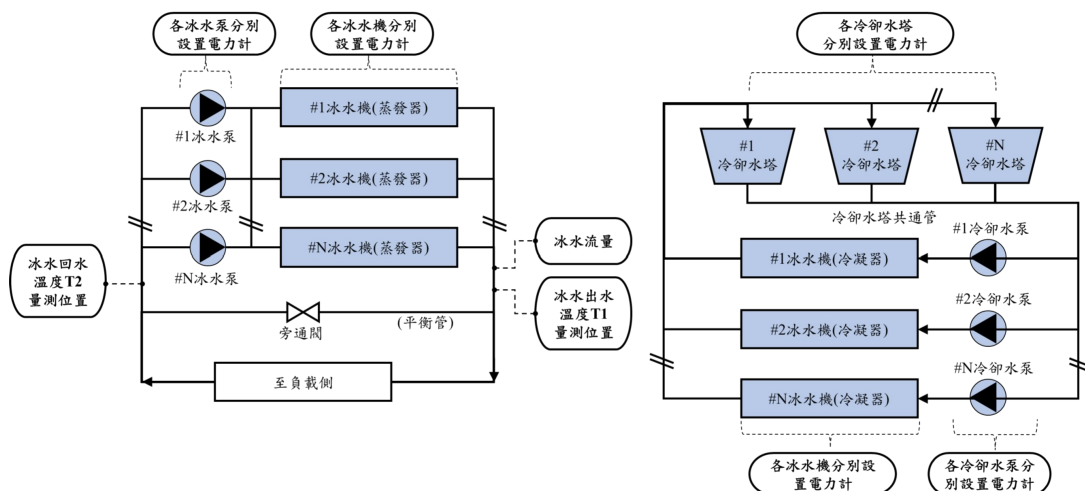 各冰水泵分別
設置電力計
各冰水機分別
設置電力計
#1冰水機(蒸發器)
#1冰水泵
#2冰水機(蒸發器)
#2冰水泵
#N冰水機(蒸發器)
#N冰水泵
冰水回水
溫度T2
量測位置
冰水流量
冰水出水
溫度T1
量測位置
旁通閥
(平衡管)
至負載側
各冷卻水塔
分別設置電力計
#1
冷卻水塔
#2
冷卻水塔
#N
冷卻水塔
冷卻水塔共通管
#1冷卻水泵
#1冰水機(冷凝器)
#2冷卻水泵
#2冰水機(冷凝器)
#N冷卻水泵
#N冰水機(冷凝器)
各冰水機分別設
置電力計
各冷卻水泵分
別設置電力計